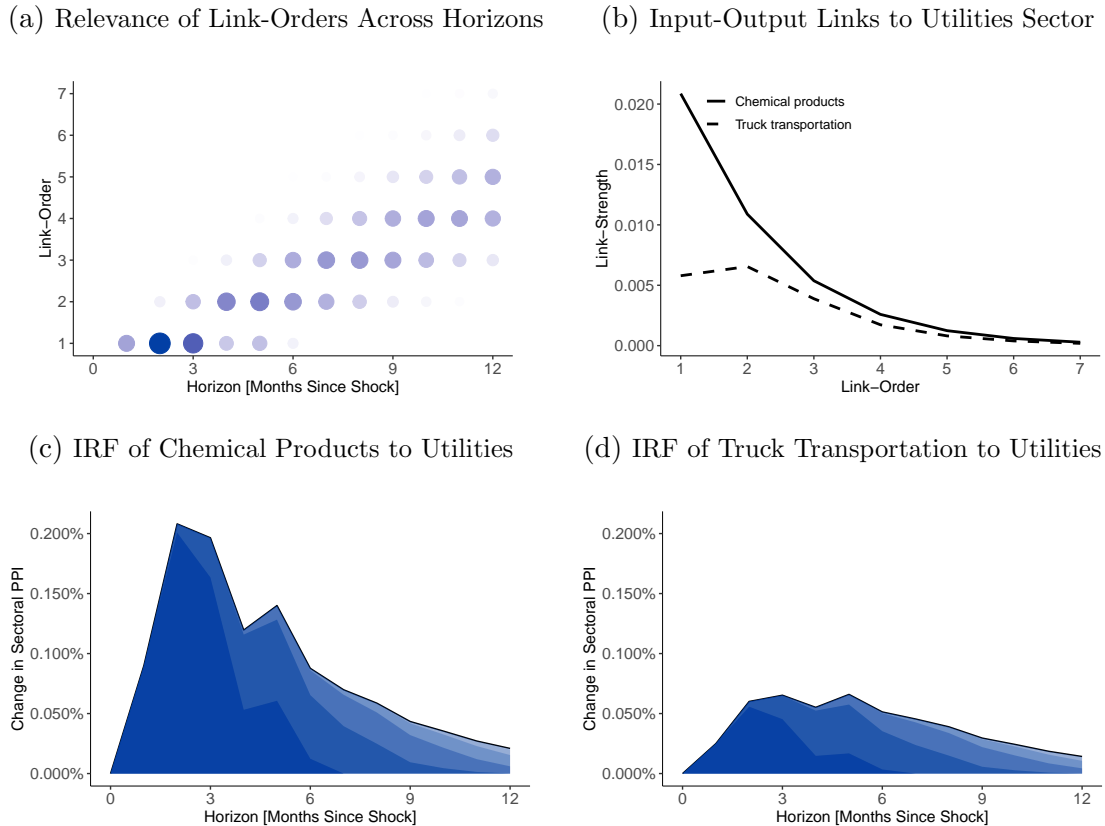 (a) Relevance of Link-Orders Across Horizons
7
6
5
4
3
2
1
Link-Order
0 3 6 9 12
Horizon [Months Since Shock]
(b) Input-Output Links to Utilities Sector
Chemical products
Truck transportation
0.020
0.015
0.010
0.005
0.000
Link-Strength
1 2 3 4 5 6 7
Link-Order
(c) IRF of Chemical Products to Utilities
0.200%
0.150%
0.100%
0.050%
0.000%
Change in Sectoral PPI
0 3 6 9 12
Horizon [Months Since Shock]
(d) IRF of Truck Transportation to Utilities
0.200%
0.150%
0.100%
0.050%
0.000%
Change in Sectoral PPI
0 3 6 9 12
Horizon [Months Since Shock]